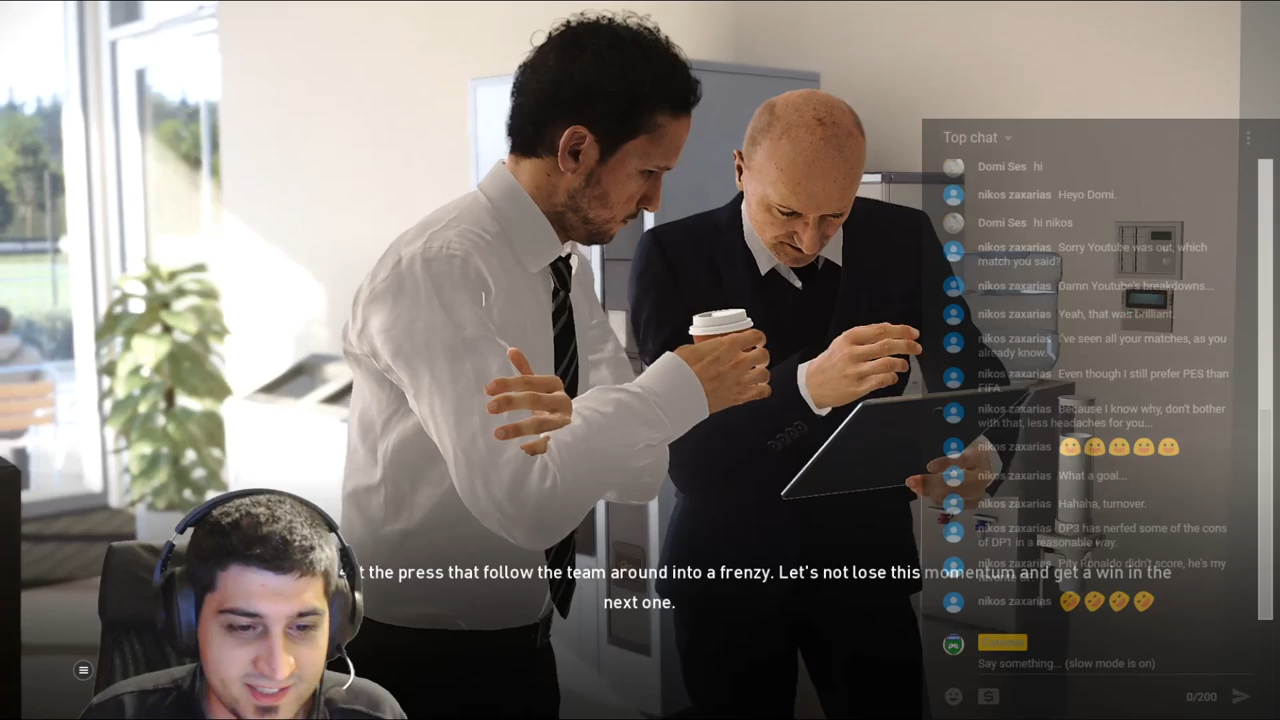 Top chat
Domi Ses hi
nikos zaxarias Heyo Domi.
Domi Ses hi nikos
nikos zaxarias Sorry Youtube was out, which
match you said?
nikos zaxarias Damn Youtube's breakdowns...
nikos zaxarias Yeah, that was brilliant.
nikos zaxarias I've seen all your matches, as you
already know.
nikos zaxarias Even though I still prefer PES than
FIFA.
nikos zaxarias Because I know why, don't bother
with that, less headaches for you...
nikos zaxarias
nikos zaxarias What a goal...
nikos zaxarias Hahaha, turnover.
nikos zaxarias DP3 has nerfed some of the cons
of DP1 in a reasonable way.
nikos zaxarias Pity Ronaldo didn't score, he's my
nikos zaxarias
t the press that follow the team around into a frenzy. Let's not lose this momentum and get a win in the
next one.
Say something... (slow mode is on)
0/200